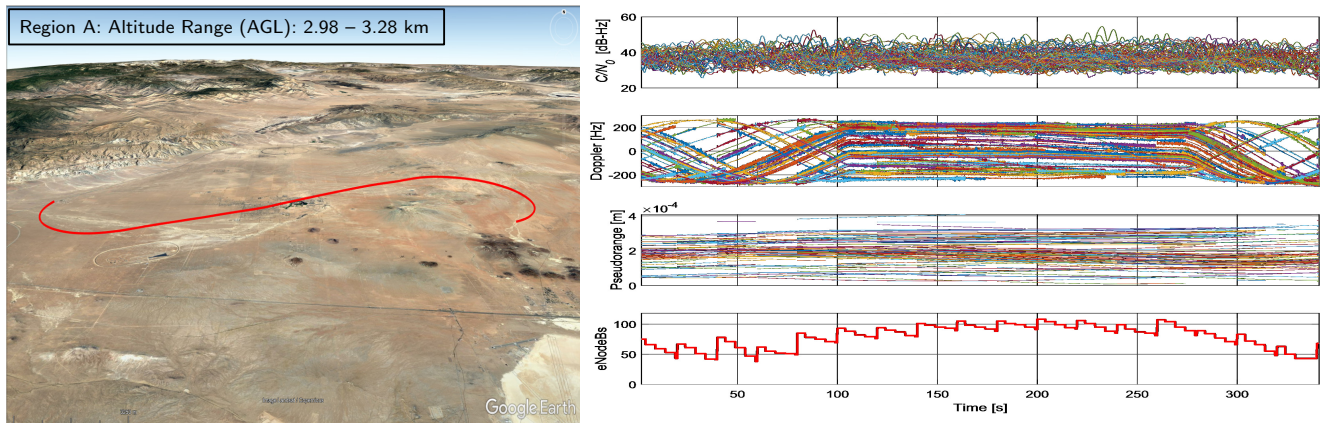 Region A: Altitude Range (AGL): 2.98 – 3.28 km
Google Earth
C/N0 [dB-Hz]
60
40
20
Doppler [Hz]
200
0
-200
Pseudorange [m]
×10^-4
4
2
0
eNodeBs
100
50
0
50
100
150
200
250
300
Time [s]